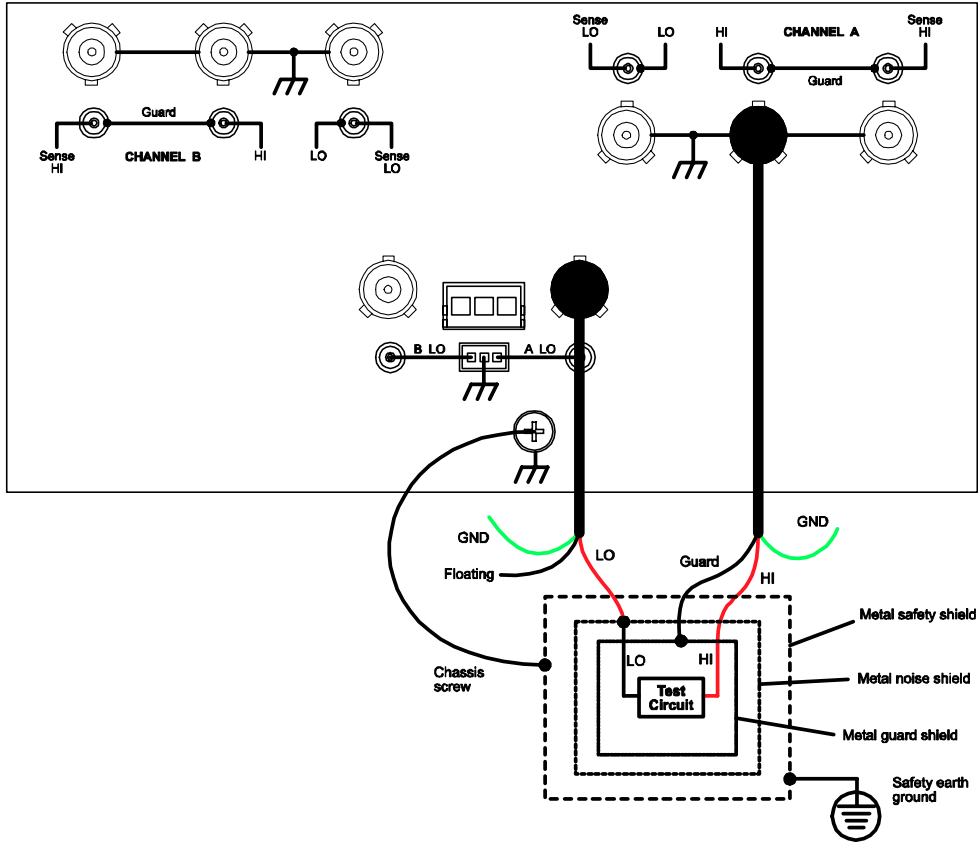 Sense
LO
LO
HI
CHANNEL A
Sense
HI
Guard
Guard
Sense
HI
CHANNEL B
HI
LO
Sense
LO
B LO
A LO
GND
LO
Floating
Guard
HI
GND
Metal safety shield
LO
HI
Chassis
screw
Test
Circuit
Metal noise shield
Metal guard shield
Safety earth
ground